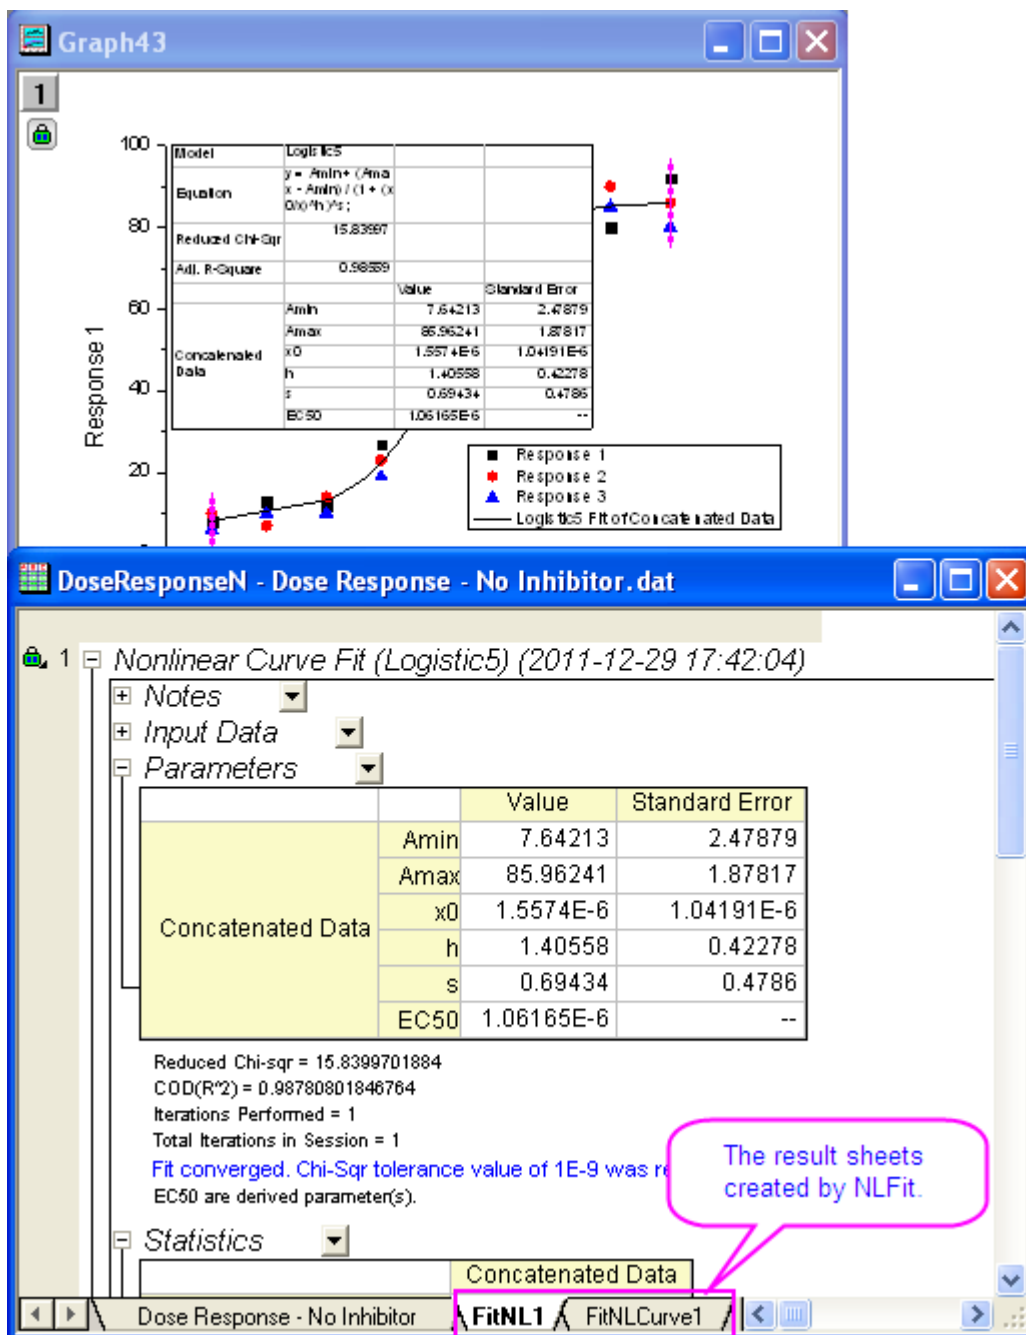 Graph43
1
100
80
60
40
20
Response 1
Model Logistic5
Equation y = Amin + (Ama
x - Amin) / (1 + (x
0/x)^h)^s;
Reduced Chi-Sqr 15.83997
Adj. R-Square 0.98559
Value Standard Error
Concatenated Data
Amin 7.64213 2.47879
Amax 85.96241 1.87817
x0 1.5574E-6 1.04191E-6
h 1.40558 0.42278
s 0.69434 0.4786
EC50 1.06165E-6 --
Response 1
Response 2
Response 3
Logistic5 Fit of Concatenated Data
DoseResponseN - Dose Response - No Inhibitor.dat
1 Nonlinear Curve Fit (Logistic5) (2011-12-29 17:42:04)
Notes
Input Data
Parameters
Value Standard Error
Concatenated Data
Amin 7.64213 2.47879
Amax 85.96241 1.87817
x0 1.5574E-6 1.04191E-6
h 1.40558 0.42278
s 0.69434 0.4786
EC50 1.06165E-6 --
Reduced Chi-sqr = 15.8399701884
COD(R^2) = 0.98780801846764
Iterations Performed = 1
Total Iterations in Session = 1
Fit converged. Chi-Sqr tolerance value of 1E-9 was re
EC50 are derived parameter(s).
The result sheets
created by NLFit.
Statistics
Concatenated Data
Dose Response - No Inhibitor FitNL1 FitNLCurve1